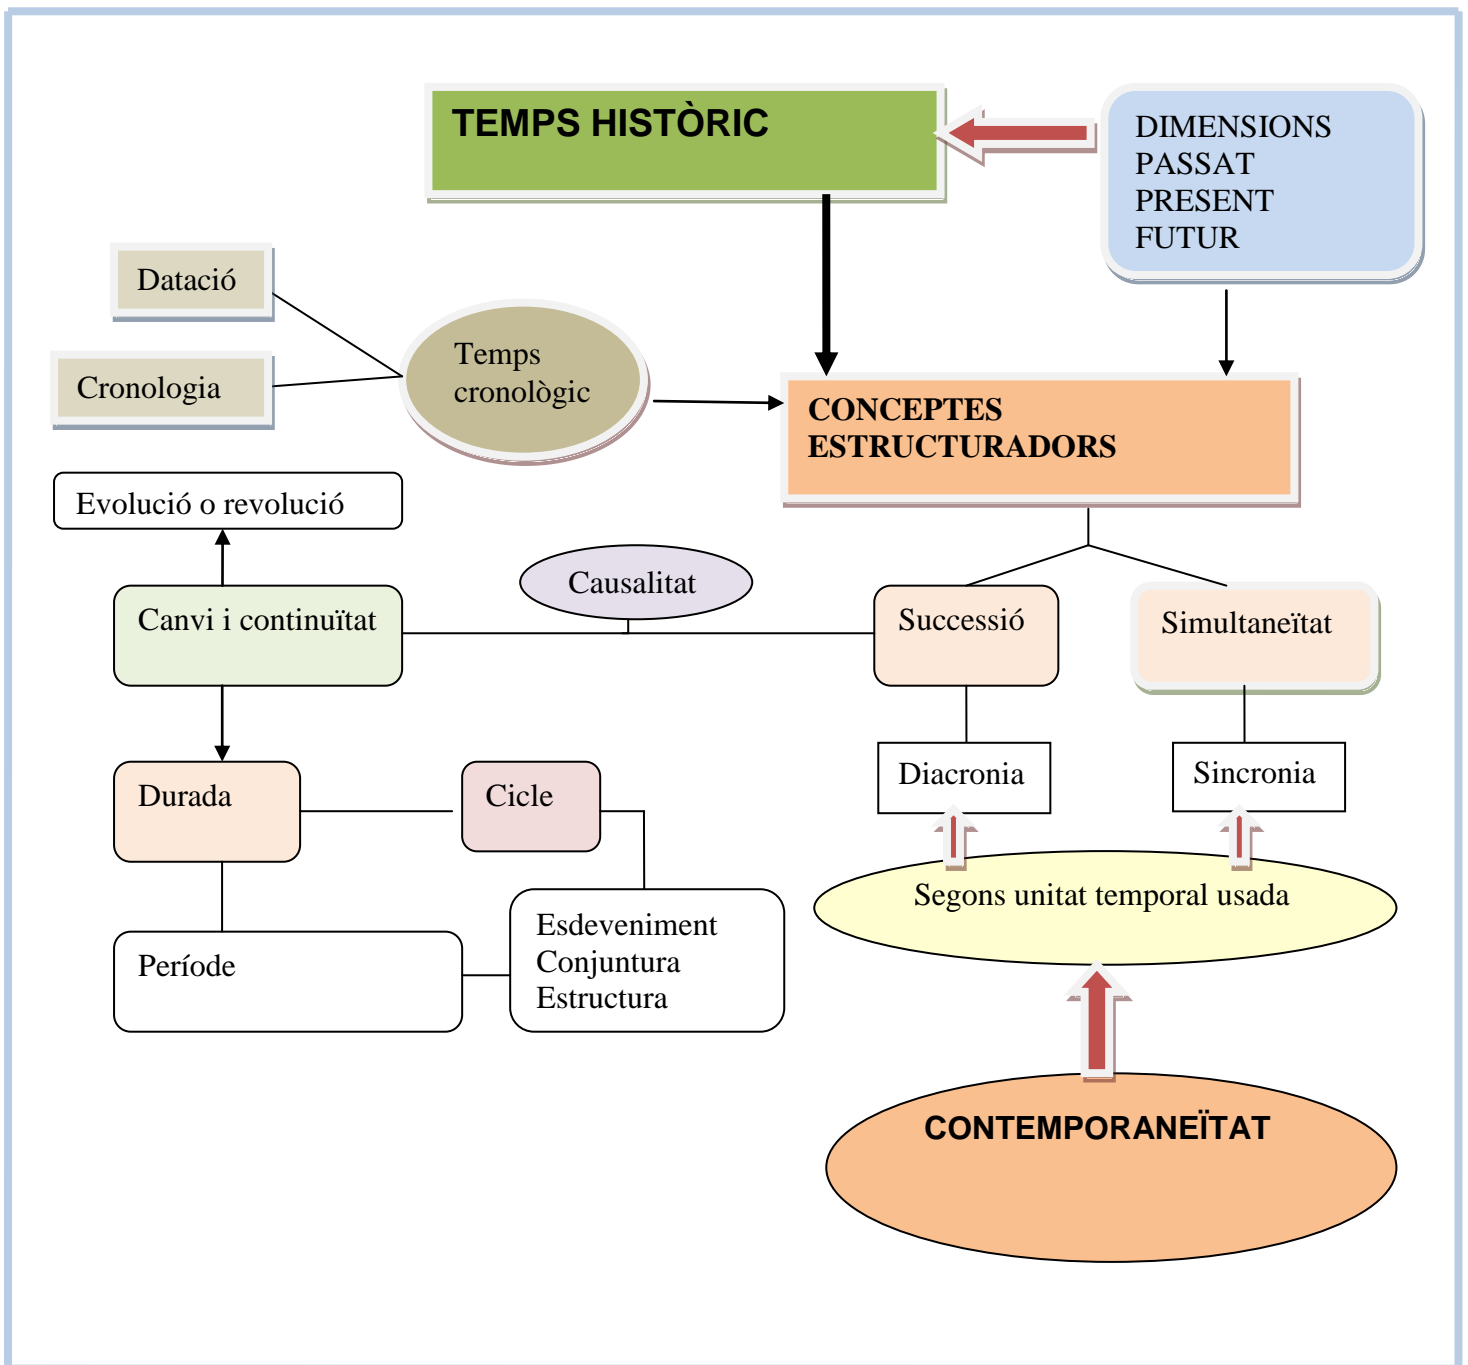 TEMPS HISTÒRIC
DIMENSIONS
PASSAT
PRESENT
FUTUR
Datació
Cronologia
Temps
cronològic
CONCEPTES
ESTRUCTURADORS
Evolució o revolució
Causalitat
Canvi i continuïtat
Successió
Simultaneïtat
Diacronia
Sincronia
Durada
Cicle
Segons unitat temporal usada
Període
Esdeveniment
Conjuntura
Estructura
CONTEMPORANEÏTAT